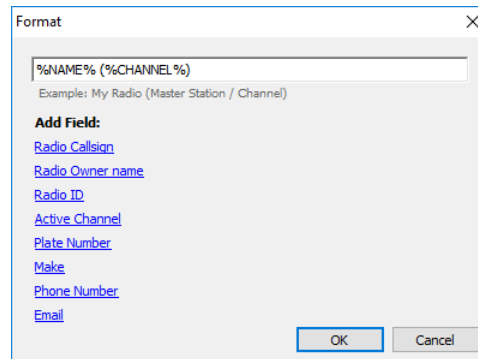 Format
%NAME% (%CHANNEL%)
Example: My Radio (Master Station / Channel)
Add Field:
Radio Callsign
Radio Owner name
Radio ID
Active Channel
Plate Number
Make
Phone Number
Email
OK Cancel